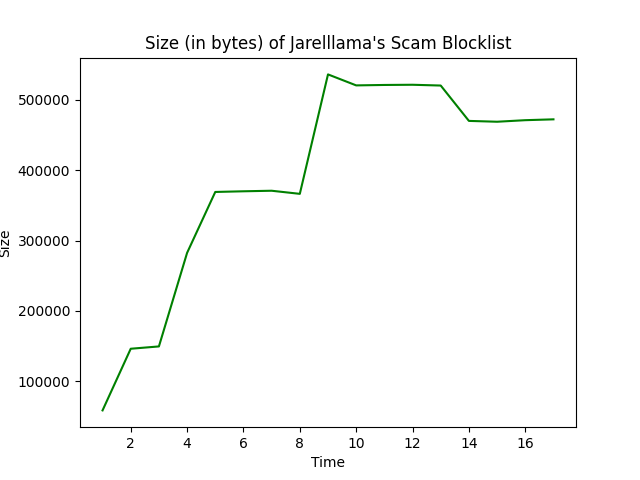 Size (in bytes) of Jarelllama's Scam Blocklist
500000
400000
300000
200000
100000
Size
2 4 6 8 10 12 14 16
Time